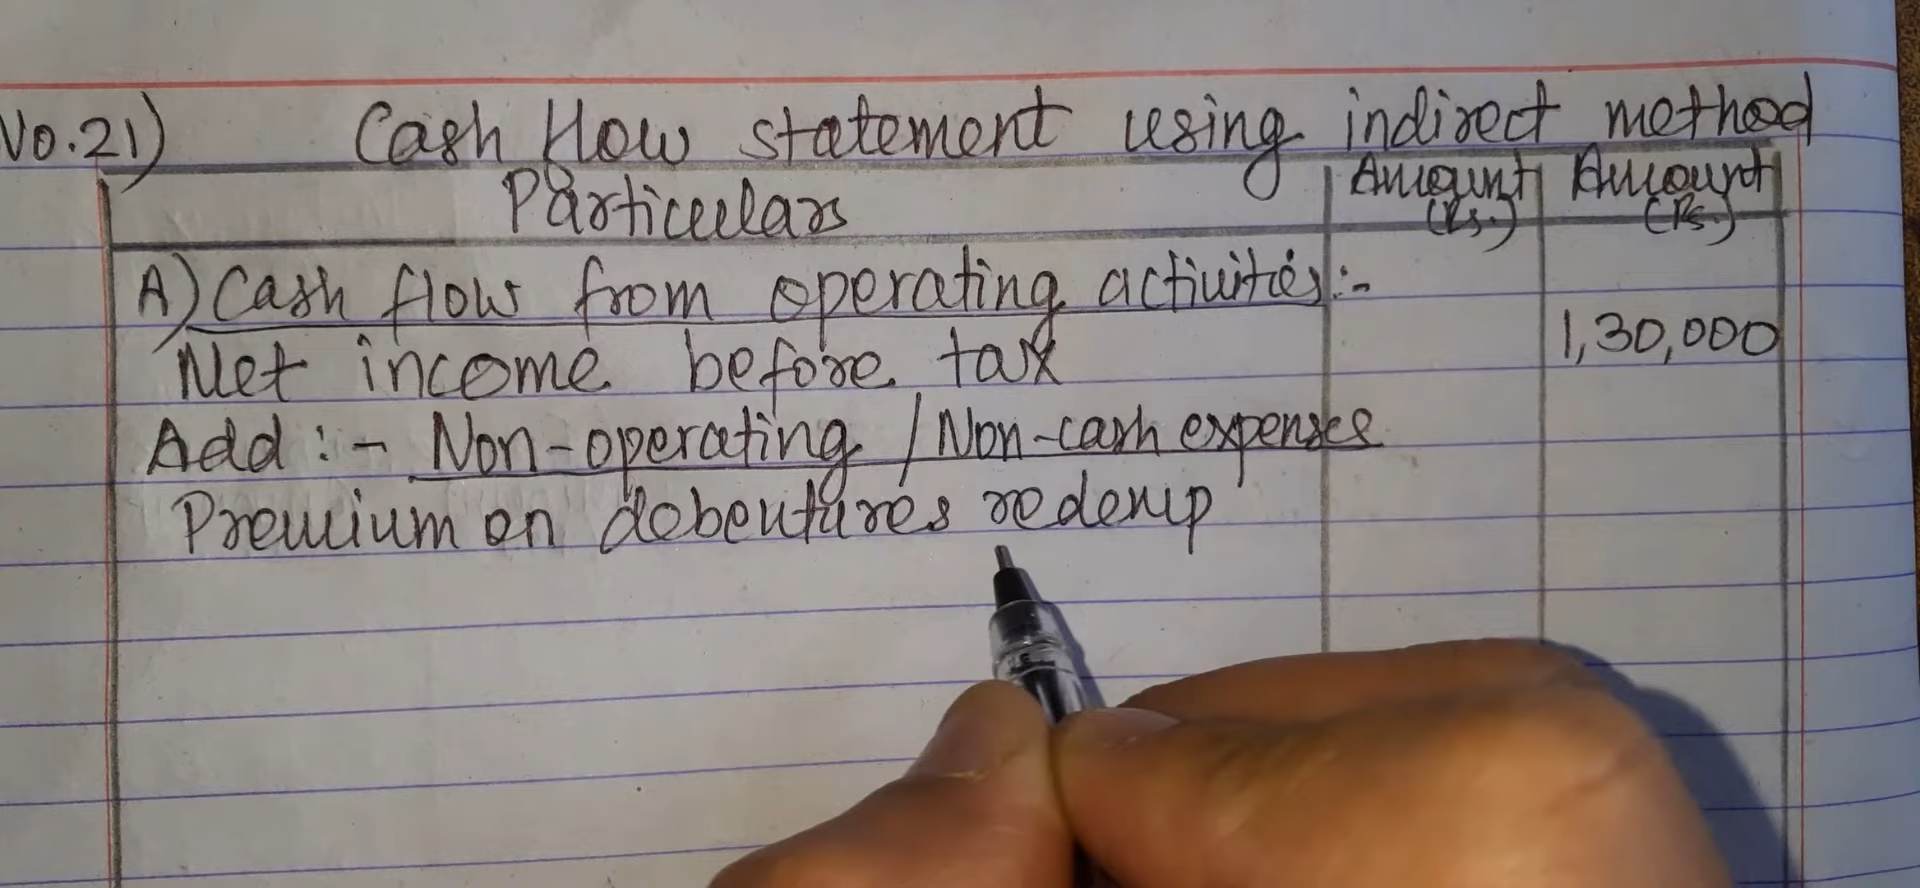 No.21) Cash flow statement using indirect method
Particulars Amount (Rs.) Amount (Rs.)
A) Cash flow from operating activities:-
Net income before tax 1,30,000
Add :- Non-operating / Non-cash expenses
Premium on debentures redemp